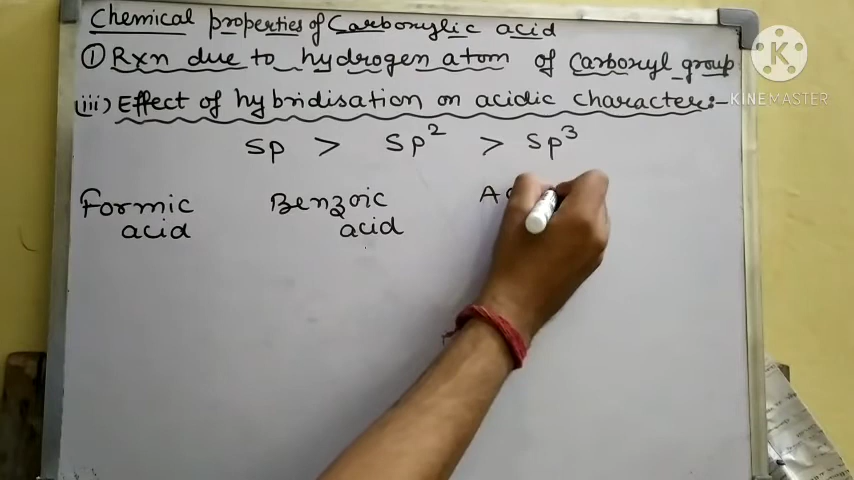 Chemical properties of Carboxylic acid
① Rxn due to hydrogen atom of Carboxyl group
(iii) Effect of hybridisation on acidic character:-
sp > sp² > sp³
Formic acid
Benzoic acid
A
KINEMASTER